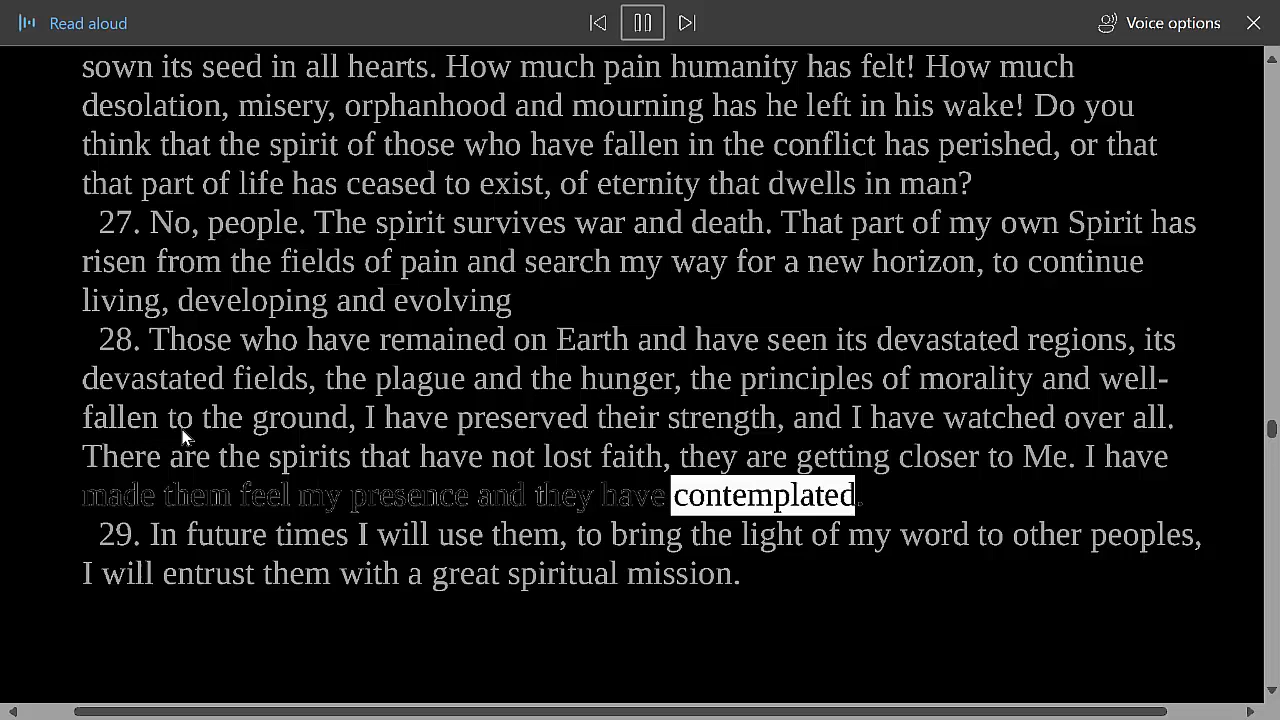 Read aloud
Voice options
sown its seed in all hearts. How much pain humanity has felt! How much
desolation, misery, orphanhood and mourning has he left in his wake! Do you
think that the spirit of those who have fallen in the conflict has perished, or that
that part of life has ceased to exist, of eternity that dwells in man?
27. No, people. The spirit survives war and death. That part of my own Spirit has
risen from the fields of pain and search my way for a new horizon, to continue
living, developing and evolving
28. Those who have remained on Earth and have seen its devastated regions, its
devastated fields, the plague and the hunger, the principles of morality and well-
fallen to the ground, I have preserved their strength, and I have watched over all.
There are the spirits that have not lost faith, they are getting closer to Me. I have
made them feel my presence and they have contemplated.
29. In future times I will use them, to bring the light of my word to other peoples,
I will entrust them with a great spiritual mission.